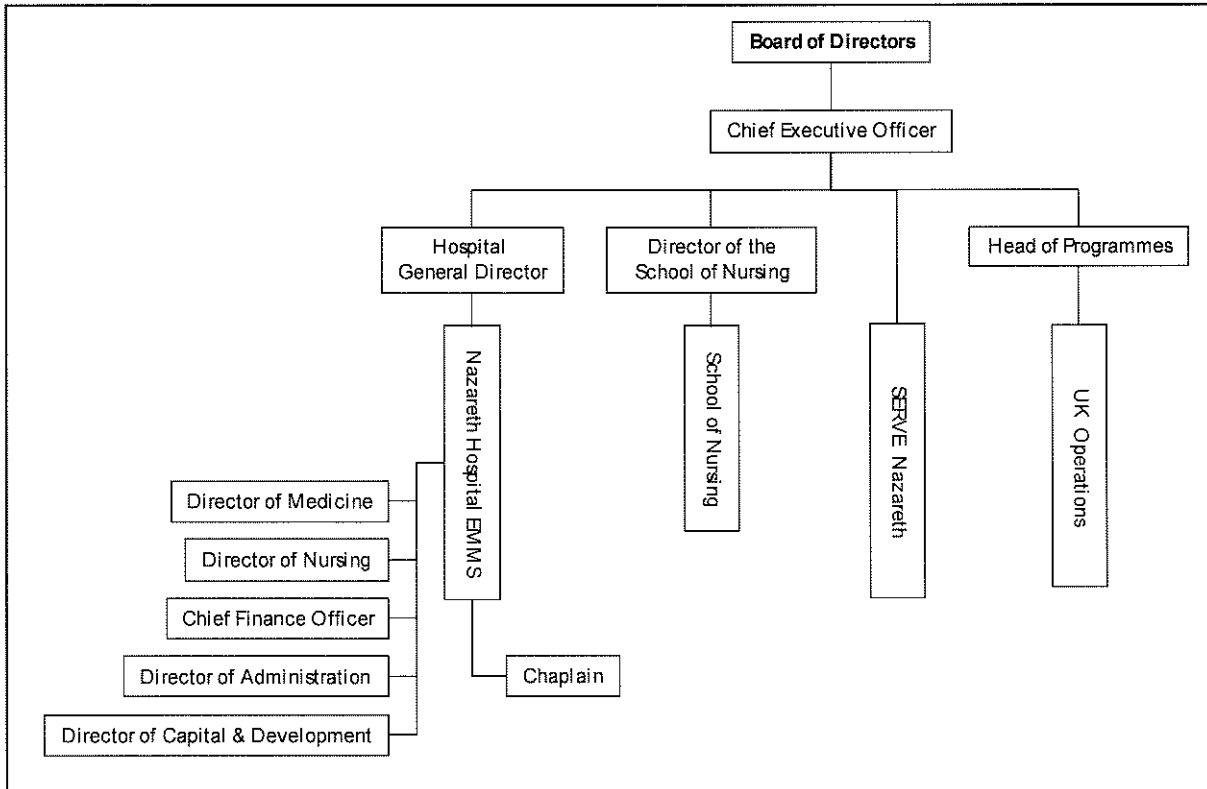 Board of Directors
Chief Executive Officer
Hospital
General Director
Director of the
School of Nursing
Head of Programmes
Nazareth Hospital EMMS
School of Nursing
SERVE Nazareth
UK Operations
Director of Medicine
Director of Nursing
Chief Finance Officer
Director of Administration
Chaplain
Director of Capital & Development